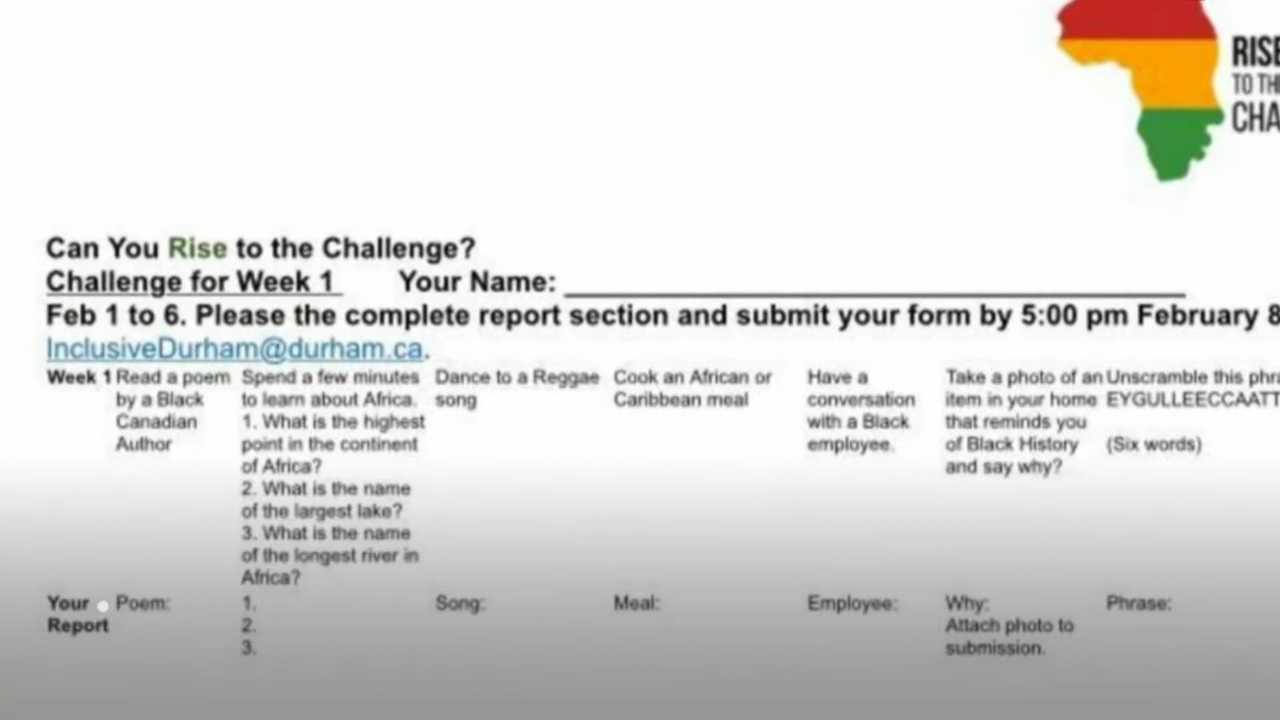 RISE
TO TH
CHA
Can You Rise to the Challenge?
Challenge for Week 1 Your Name:
Feb 1 to 6. Please the complete report section and submit your form by 5:00 pm February 8
InclusiveDurham@durham.ca.
Week 1 Read a poem Spend a few minutes Dance to a Reggae Cook an African or Have a Take a photo of an Unscramble this phra
by a Black to learn about Africa. song Caribbean meal conversation item in your home EYGULLEECCAATT
Canadian 1. What is the highest with a Black that reminds you
Author point in the continent employee. of Black History (Six words)
of Africa? and say why?
2. What is the name
of the largest lake?
3. What is the name
of the longest river in
Africa?
Your Poem: 1. Song: Meal: Employee: Why: Phrase:
Report 2. Attach photo to
3. submission.